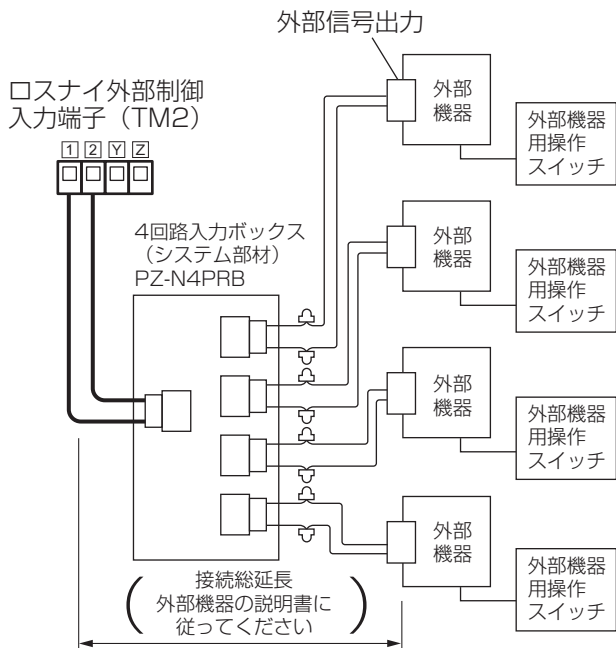 外部信号出力
ロスナイ外部制御
入力端子（TM2）
1 2 Y Z
4回路入力ボックス
（システム部材）
PZ-N4PRB
外部
機器
外部機器
用操作
スイッチ
外部
機器
外部機器
用操作
スイッチ
外部
機器
外部機器
用操作
スイッチ
外部
機器
外部機器
用操作
スイッチ
接続総延長
外部機器の説明書に
従ってください